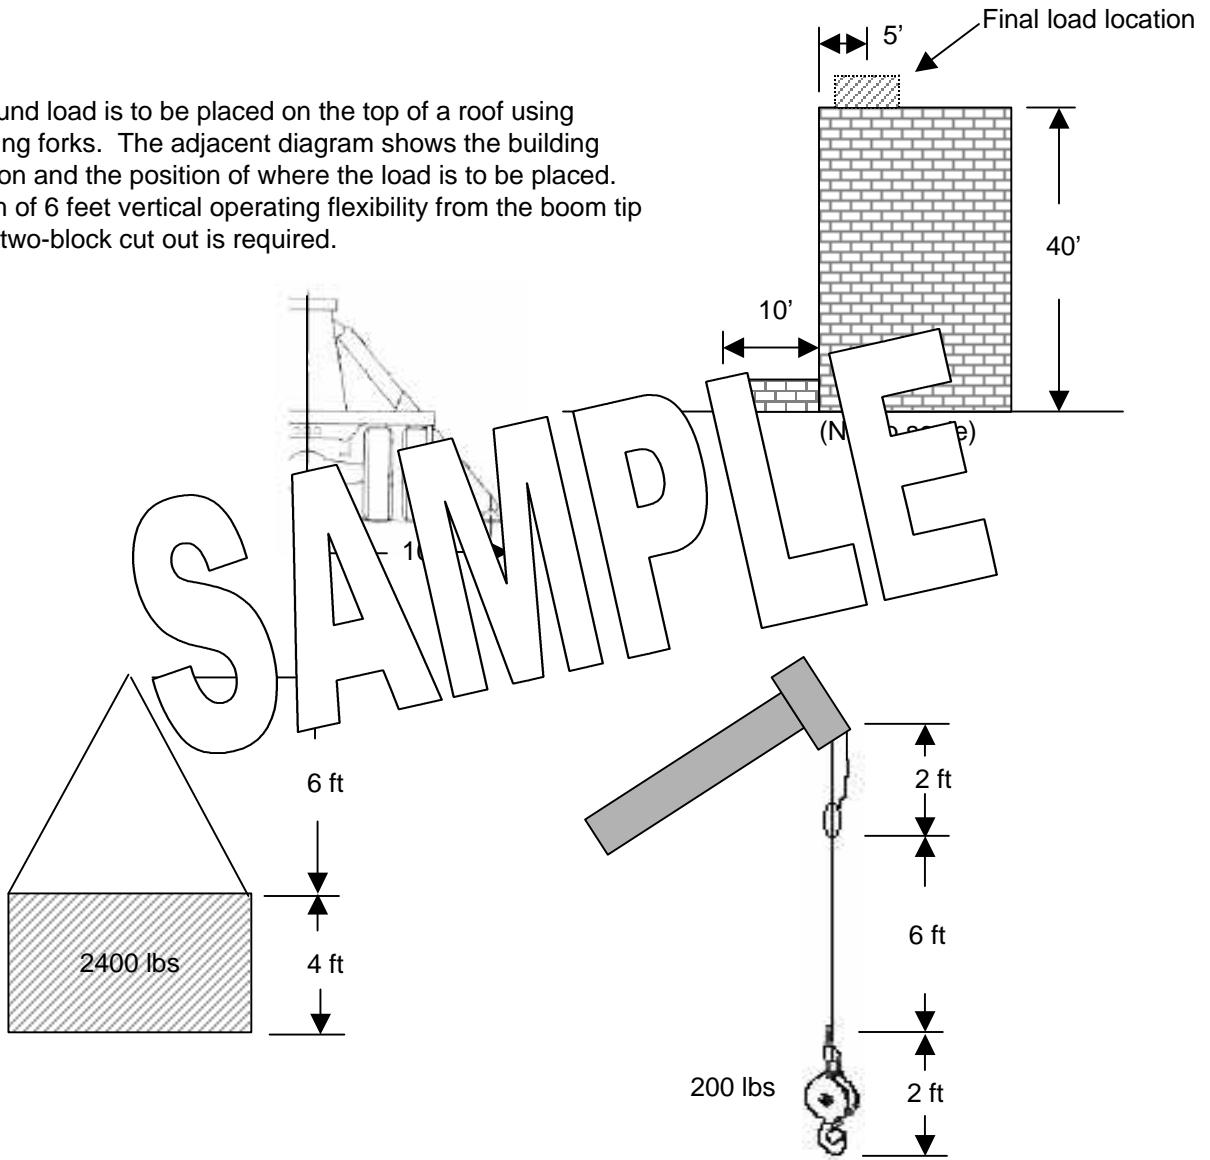 5’
Final load location
und load is to be placed on the top of a roof using
ng forks. The adjacent diagram shows the building
on and the position of where the load is to be placed.
of 6 feet vertical operating flexibility from the boom tip
two-block cut out is required.
40’
10’
SAMPLE
2 ft
6 ft
6 ft
2400 lbs
4 ft
200 lbs
2 ft